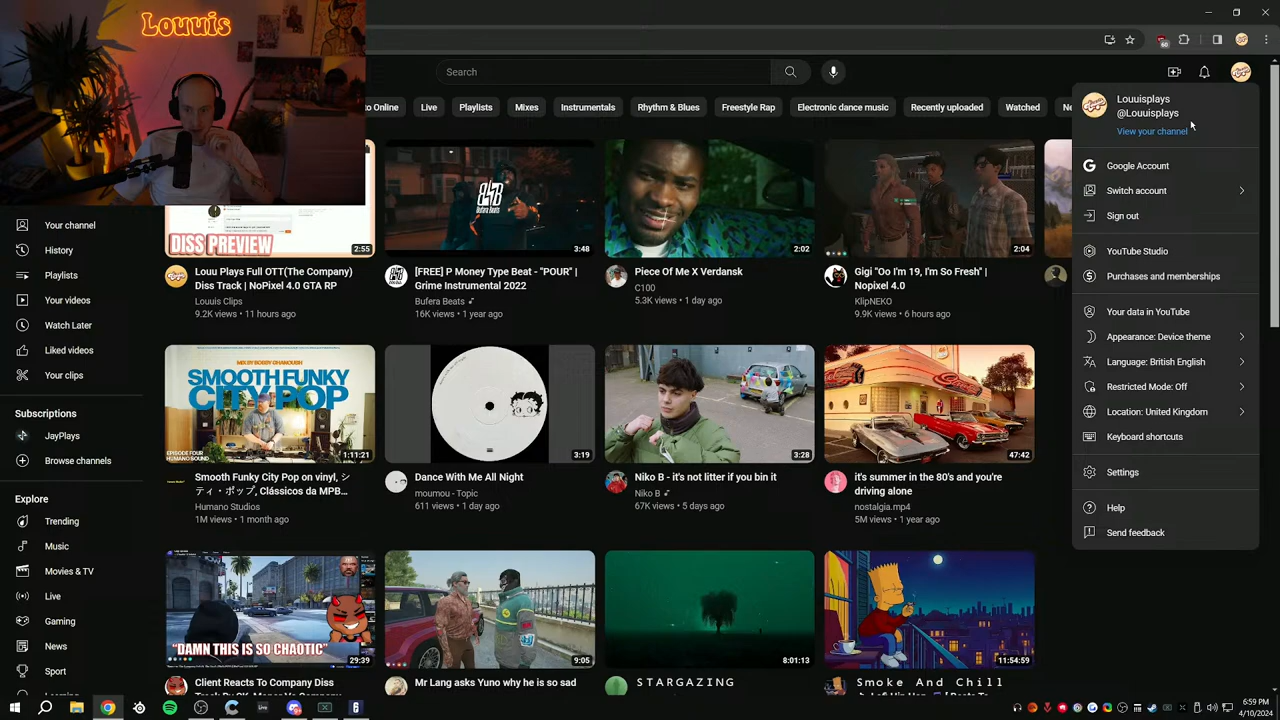 Louuis
60
Search
to Online
Live
Playlists
Mixes
Instrumentals
Rhythm & Blues
Freestyle Rap
Electronic dance music
Recently uploaded
Watched
Ne
Louuisplays
@Louuisplays
View your channel
Google Account
Switch account
YouTube Studio
Purchases and memberships
Your data in YouTube
English
Restricted Mode: Off
Location: United Kingdom
Keyboard shortcuts
Settings
Help
Send feedback
Your channel
History
Playlists
Your videos
Watch Later
Liked videos
Your clips
Subscriptions
JayPlays
Browse channels
Explore
Trending
Music
Movies & TV
Live
Gaming
News
Sport
DISS PREVIEW
2:55
Louu Plays Full OTT(The Company)
Diss Track | NoPixel 4.0 GTA RP
Louuis Clips
9.2K views • 11 hours ago
3:48
[FREE] P Money Type Beat - "POUR" |
Grime Instrumental 2022
Bufera Beats
16K views • 1 year ago
2:02
Piece Of Me X Verdansk
C100
5.3K views • 1 day ago
2:04
GigI "Yo I'm 19, I'm So Fresh" |
Nopixel 4.0
KlipNEKO
9.9K views • 6 hours ago
MIX BY BOBBY CHAMOUSH
SMOOTH FUNKY
CITY POP
EPISODE FOUR
HUMANO SOUND
1:11:21
Smooth Funky City Pop on vinyl, シ
ティ・ポップ, Clássicos da MPB…
Humano Studios
1M views • 1 month ago
3:19
Dance With Me All Night
moumou - Topic
611 views • 1 day ago
3:28
Niko B - it's not litter if you bin it
Niko B
67K views • 5 days ago
47:42
it's summer in the 80's and you're
driving alone
nostalgia.mp4
5M views • 1 year ago
"DAMN THIS IS SO CHAOTIC"
29:39
Client Reacts To Company Diss
9:05
Mr Lang asks Yuno why he is so sad
8:01:13
S T A R G A Z I N G
11:54:59
S m o k e A n d C h i l l
Live
6:59 PM
4/10/2024